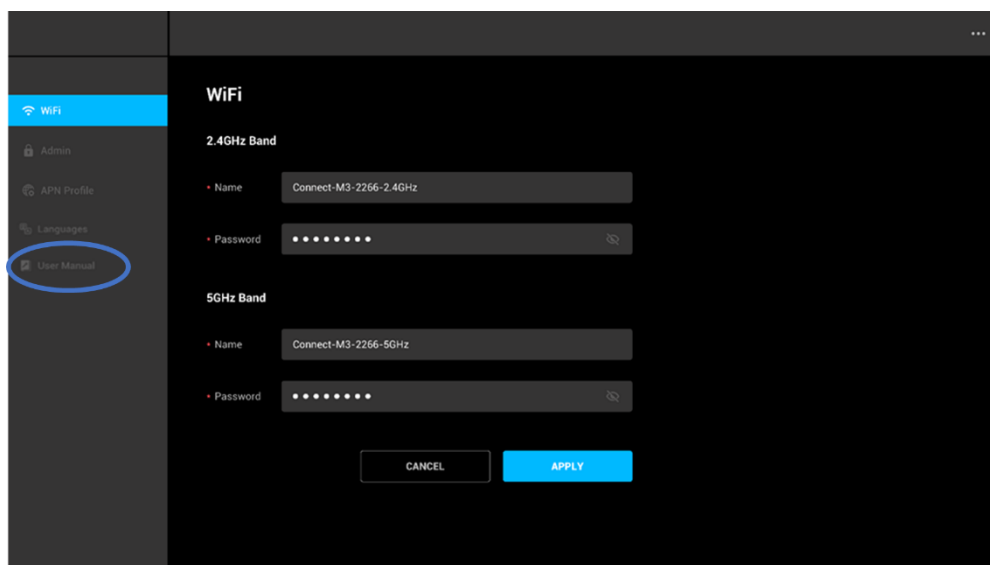 WiFi
Admin
APN Profile
Languages
User Manual
WiFi
2.4GHz Band
• Name Connect-M3-2266-2.4GHz
• Password ••••••••
5GHz Band
• Name Connect-M3-2266-5GHz
• Password ••••••••
CANCEL APPLY